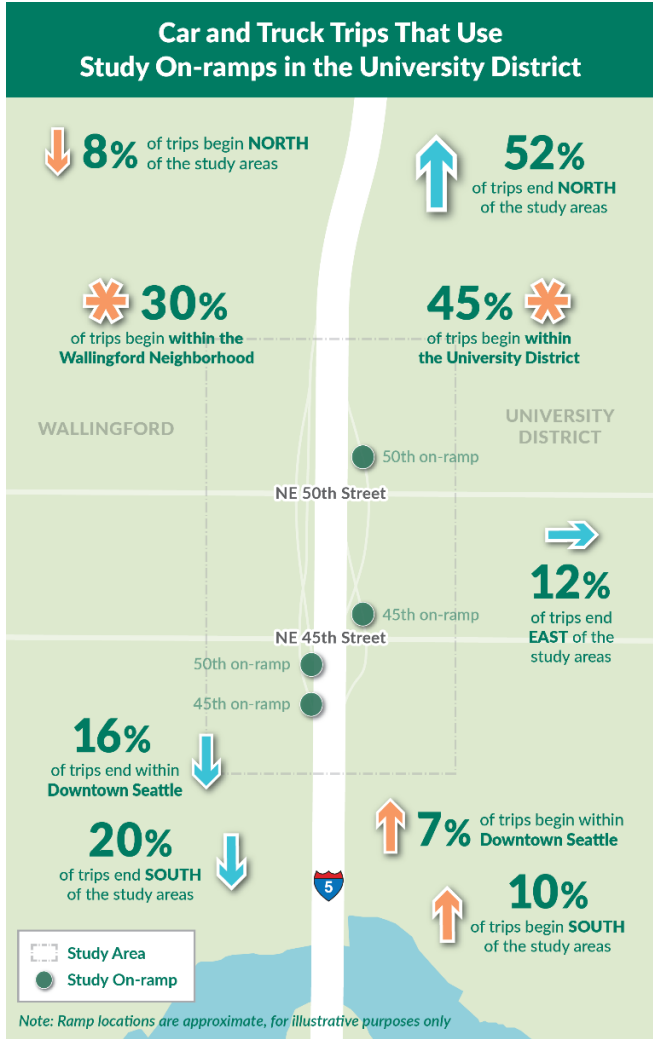 Car and Truck Trips That Use
Study On-ramps in the University District
8% of trips begin NORTH
of the study areas
52%
of trips end NORTH
of the study areas
30%
of trips begin within the
Wallingford Neighborhood
45%
of trips begin within
the University District
WALLINGFORD
UNIVERSITY
DISTRICT
50th on-ramp
NE 50th Street
12%
of trips end
EAST of the
study areas
45th on-ramp
NE 45th Street
50th on-ramp
45th on-ramp
16%
of trips end within
Downtown Seattle
7% of trips begin within
Downtown Seattle
20%
of trips end SOUTH
of the study areas
5
10%
of trips begin SOUTH
of the study areas
Study Area
Study On-ramp
Note: Ramp locations are approximate, for illustrative purposes only